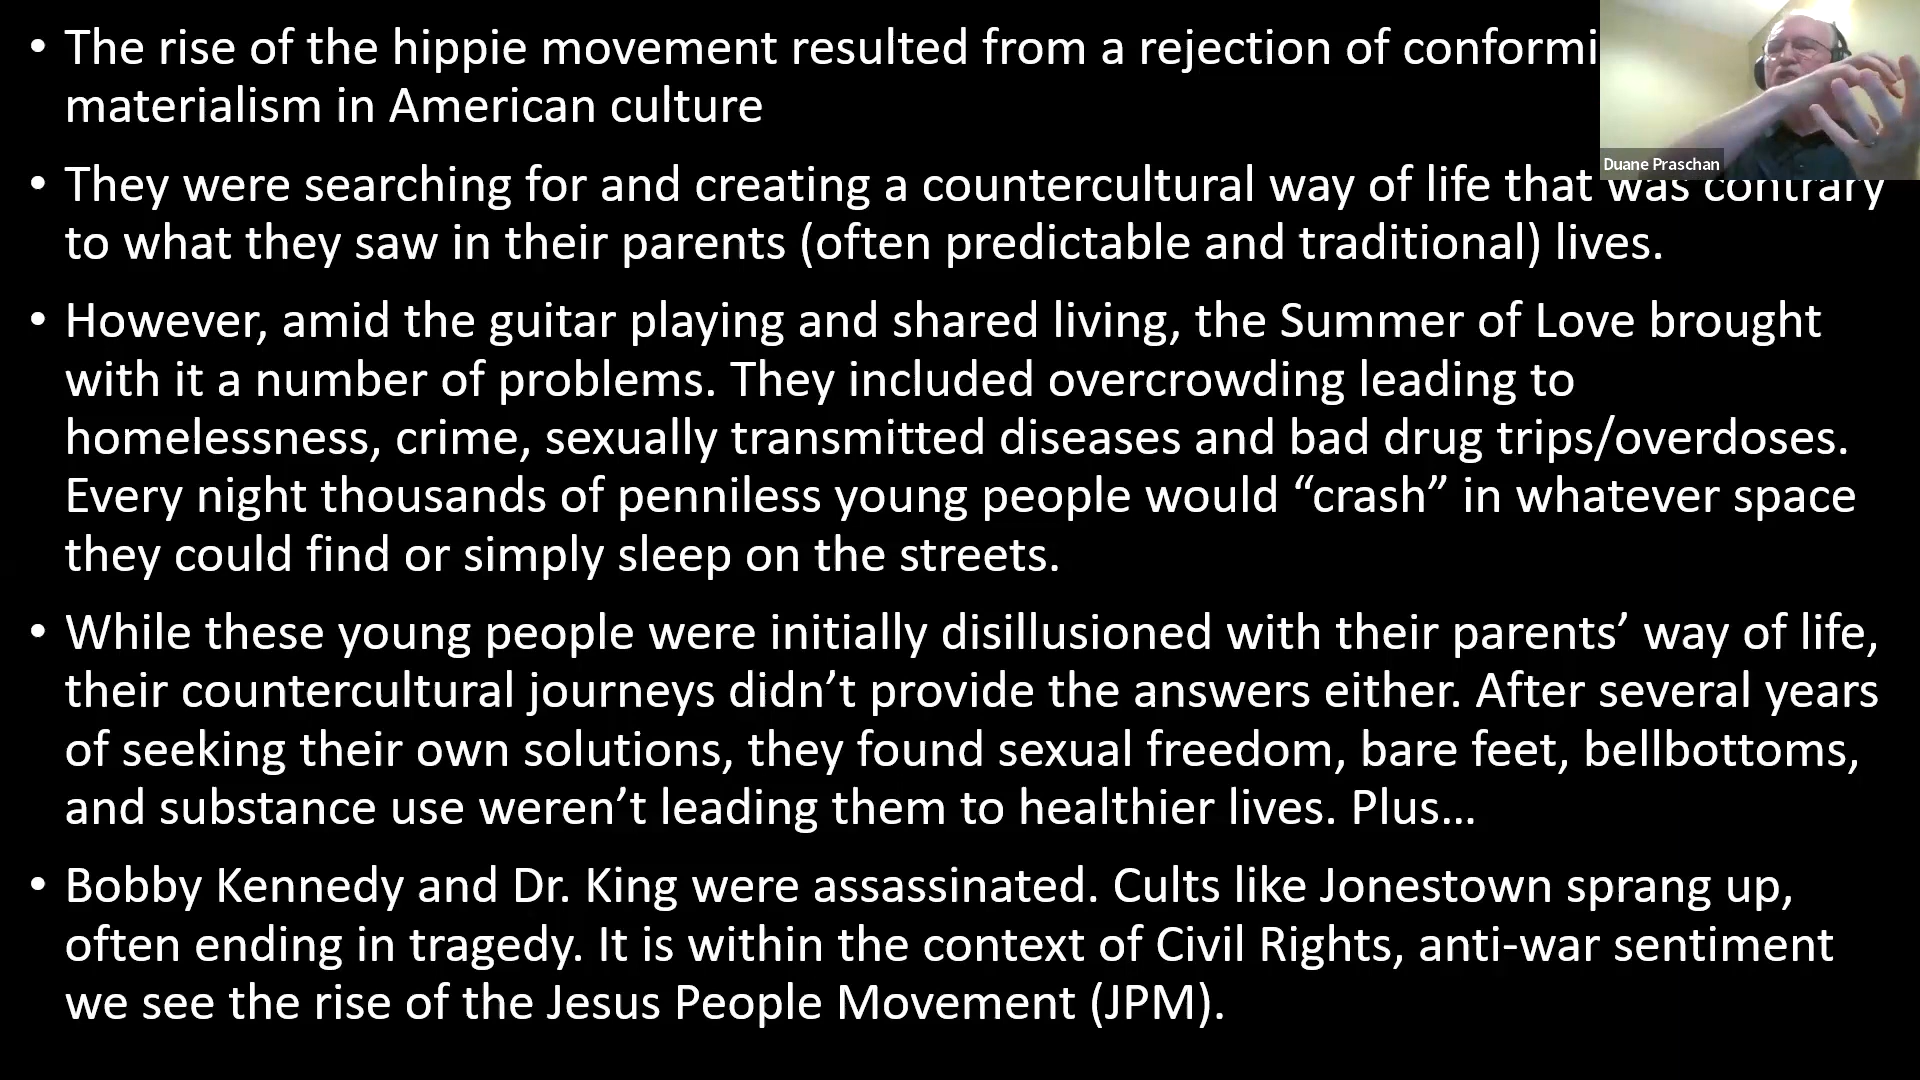 • The rise of the hippie movement resulted from a rejection of
materialism in American culture
Duane Praschan
• They were searching for and creating a countercultural way of life that was contrary
to what they saw in their parents (often predictable and traditional) lives.
• However, amid the guitar playing and shared living, the Summer of Love brought
with it a number of problems. They included overcrowding leading to
homelessness, crime, sexually transmitted diseases and bad drug trips/overdoses.
Every night thousands of penniless young people would “crash” in whatever space
they could find or simply sleep on the streets.
• While these young people were initially disillusioned with their parents’ way of life,
their countercultural journeys didn’t provide the answers either. After several years
of seeking their own solutions, they found sexual freedom, bare feet, bellbottoms,
and substance use weren’t leading them to healthier lives. Plus…
• Bobby Kennedy and Dr. King were assassinated. Cults like Jonestown sprang up,
often ending in tragedy. It is within the context of Civil Rights, anti-war sentiment
we see the rise of the Jesus People Movement (JPM).